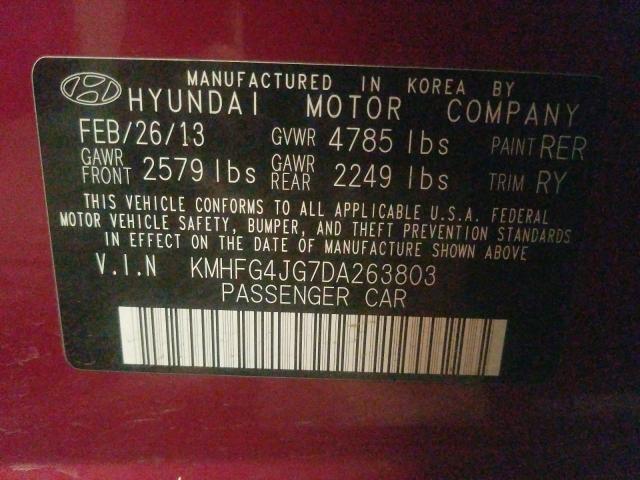 MANUFACTURED IN KOREA BY
HYUNDAI MOTOR COMPANY
FEB/26/13 GVWR 4785 lbs PAINT RER
GAWR FRONT 2579 lbs GAWR REAR 2249 lbs TRIM RY
THIS VEHICLE CONFORMS TO ALL APPLICABLE U.S.A. FEDERAL
MOTOR VEHICLE SAFETY, BUMPER, AND THEFT PREVENTION STANDARDS
IN EFFECT ON THE DATE OF MANUFACTURE SHOWN ABOVE
V.I.N KMHFG4JG7DA263803
PASSENGER CAR